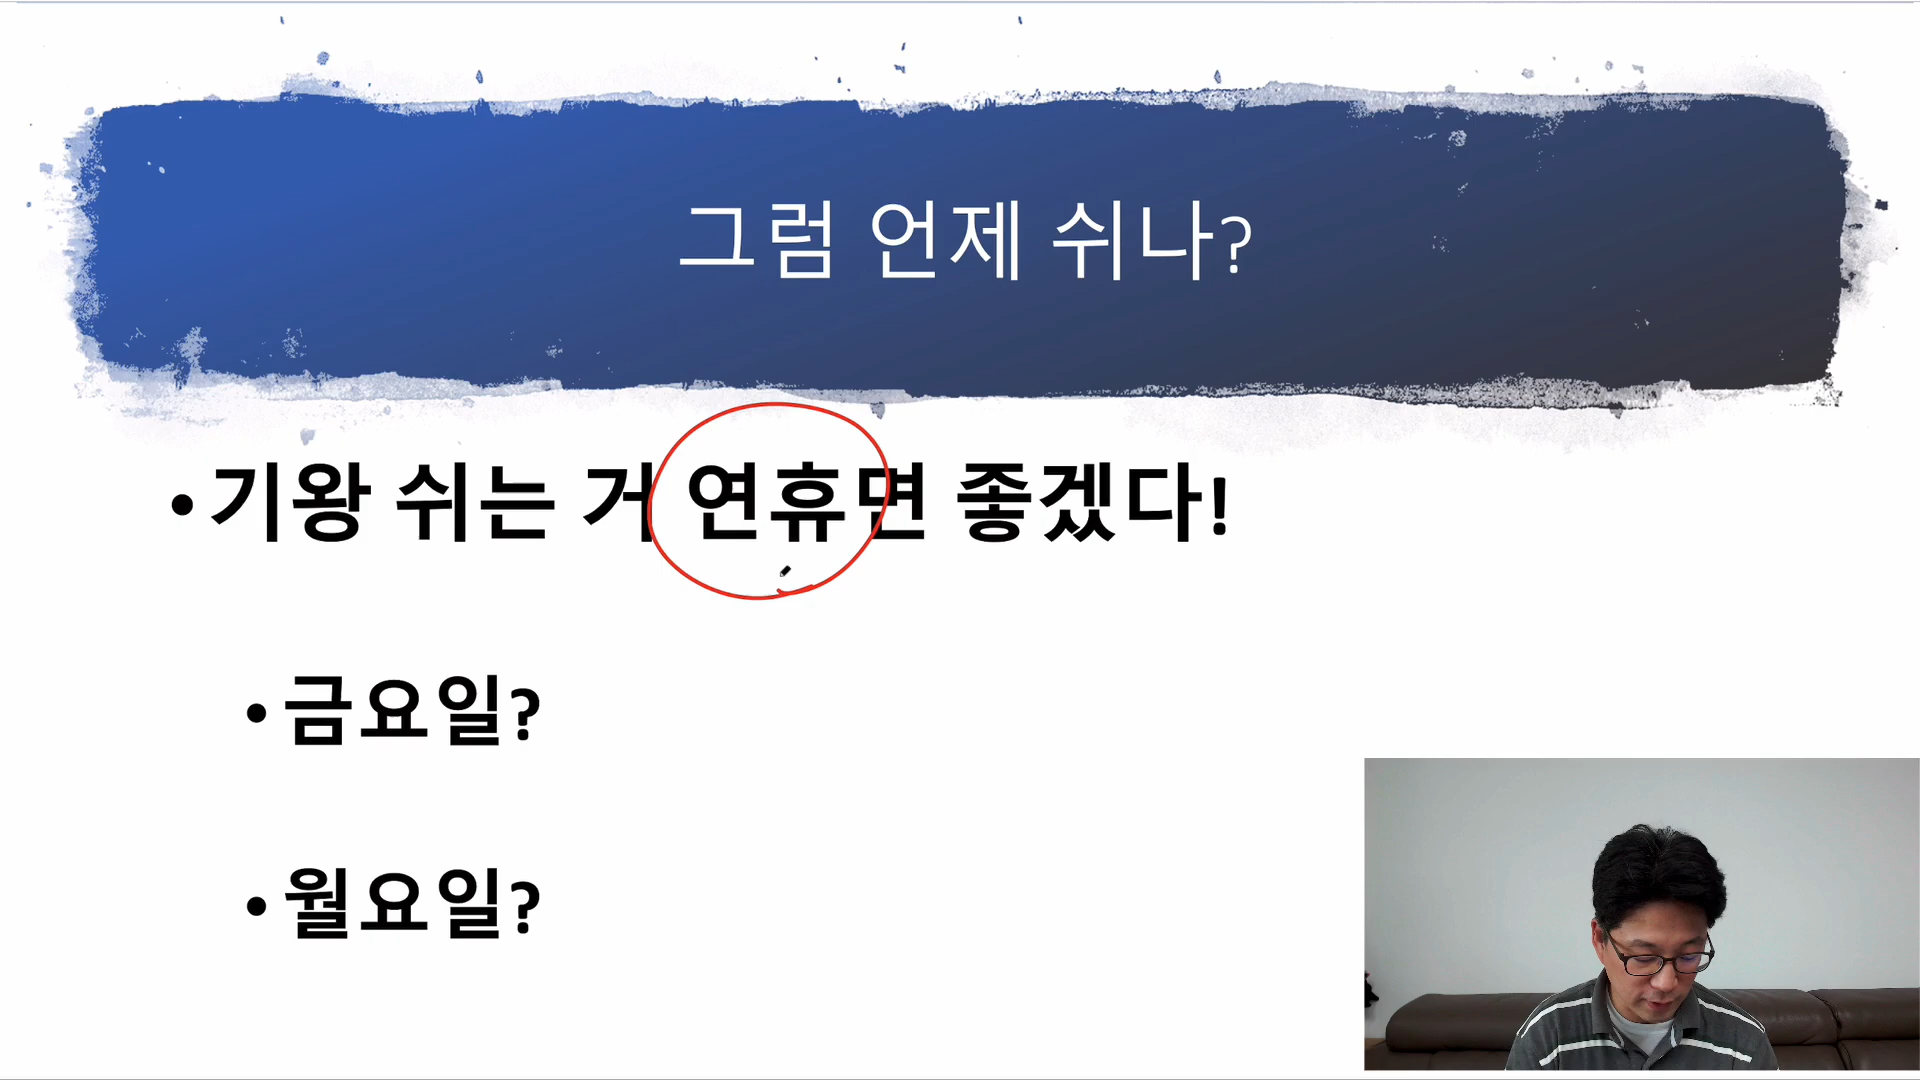 그럼 언제 쉬나?
• 기왕 쉬는 거 연휴면 좋겠다!
• 금요일?
• 월요일?